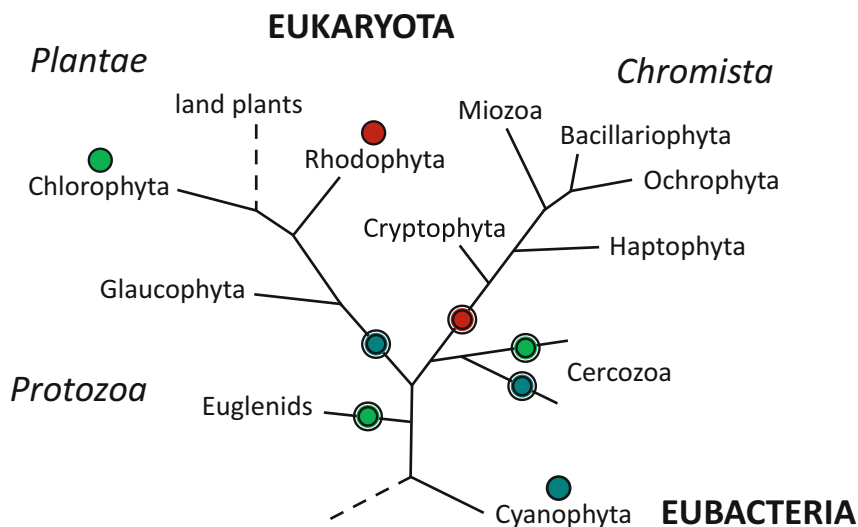 EUKARYOTA
Plantae
Chromista
land plants
Miozoa
Bacillariophyta
Rhodophyta
Chlorophyta
Ochrophyta
Cryptophyta
Haptophyta
Glaucophyta
Protozoa
Cercozoa
Euglenids
Cyanophyta
EUBACTERIA